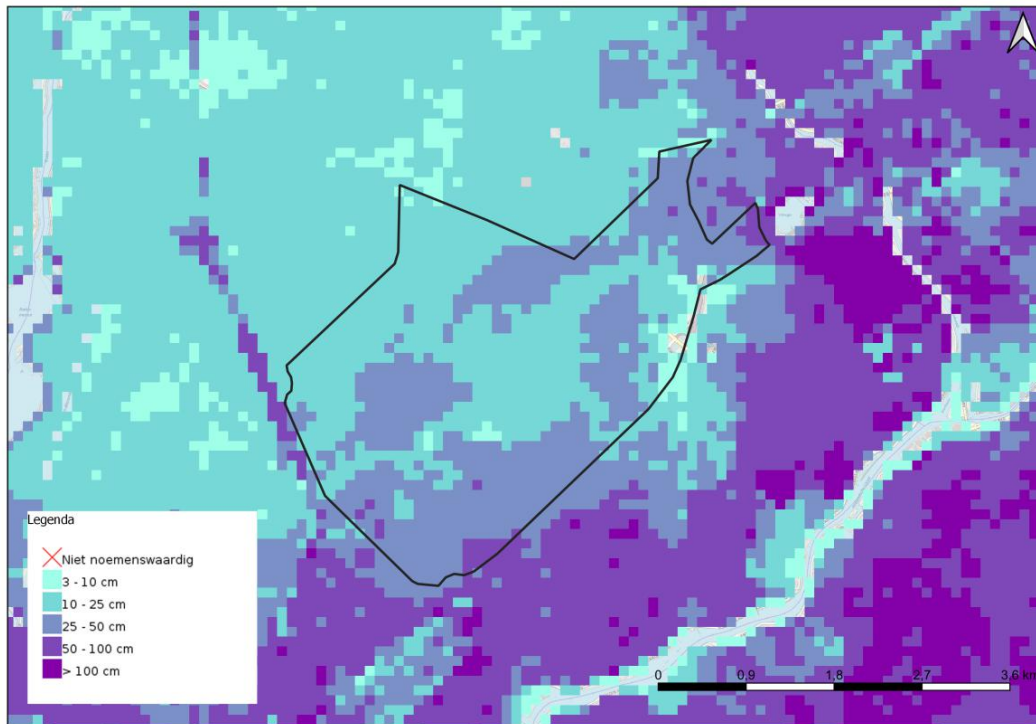 Legenda
Niet noemenswaardig
3 - 10 cm
10 - 25 cm
25 - 50 cm
50 - 100 cm
> 100 cm
0 0,9 1,8 2,7 3,6 km